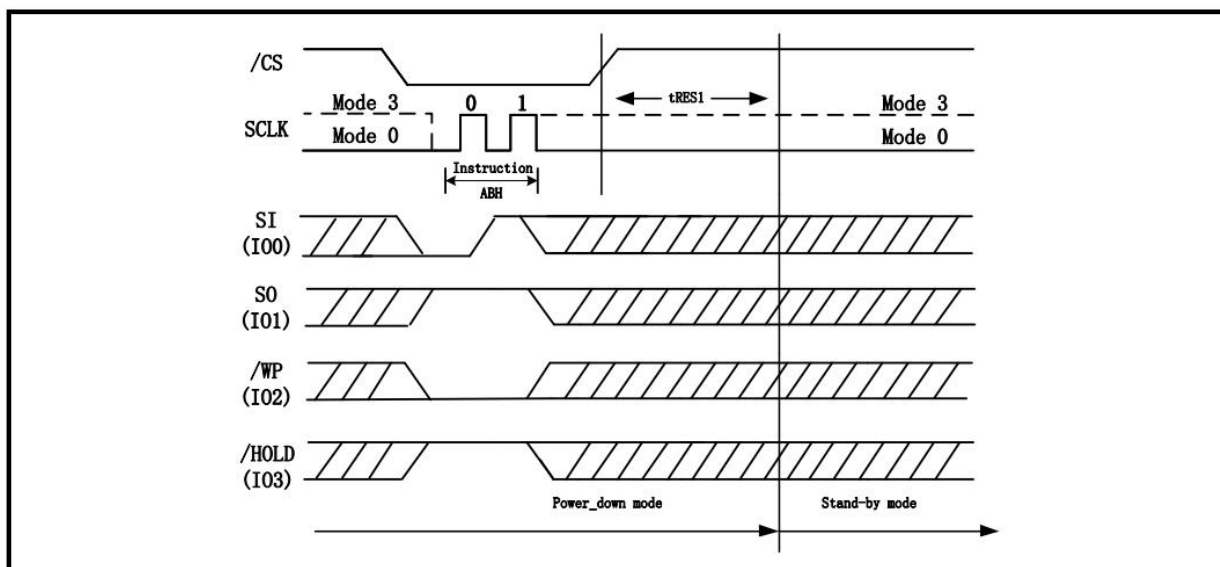 /CS
tRES1
Mode 3 0 1 Mode 3
SCLK
Mode 0 Mode 0
Instruction
ABH
SI
(IO0)
SO
(IO1)
/WP
(IO2)
/HOLD
(IO3)
Power_down mode Stand-by mode